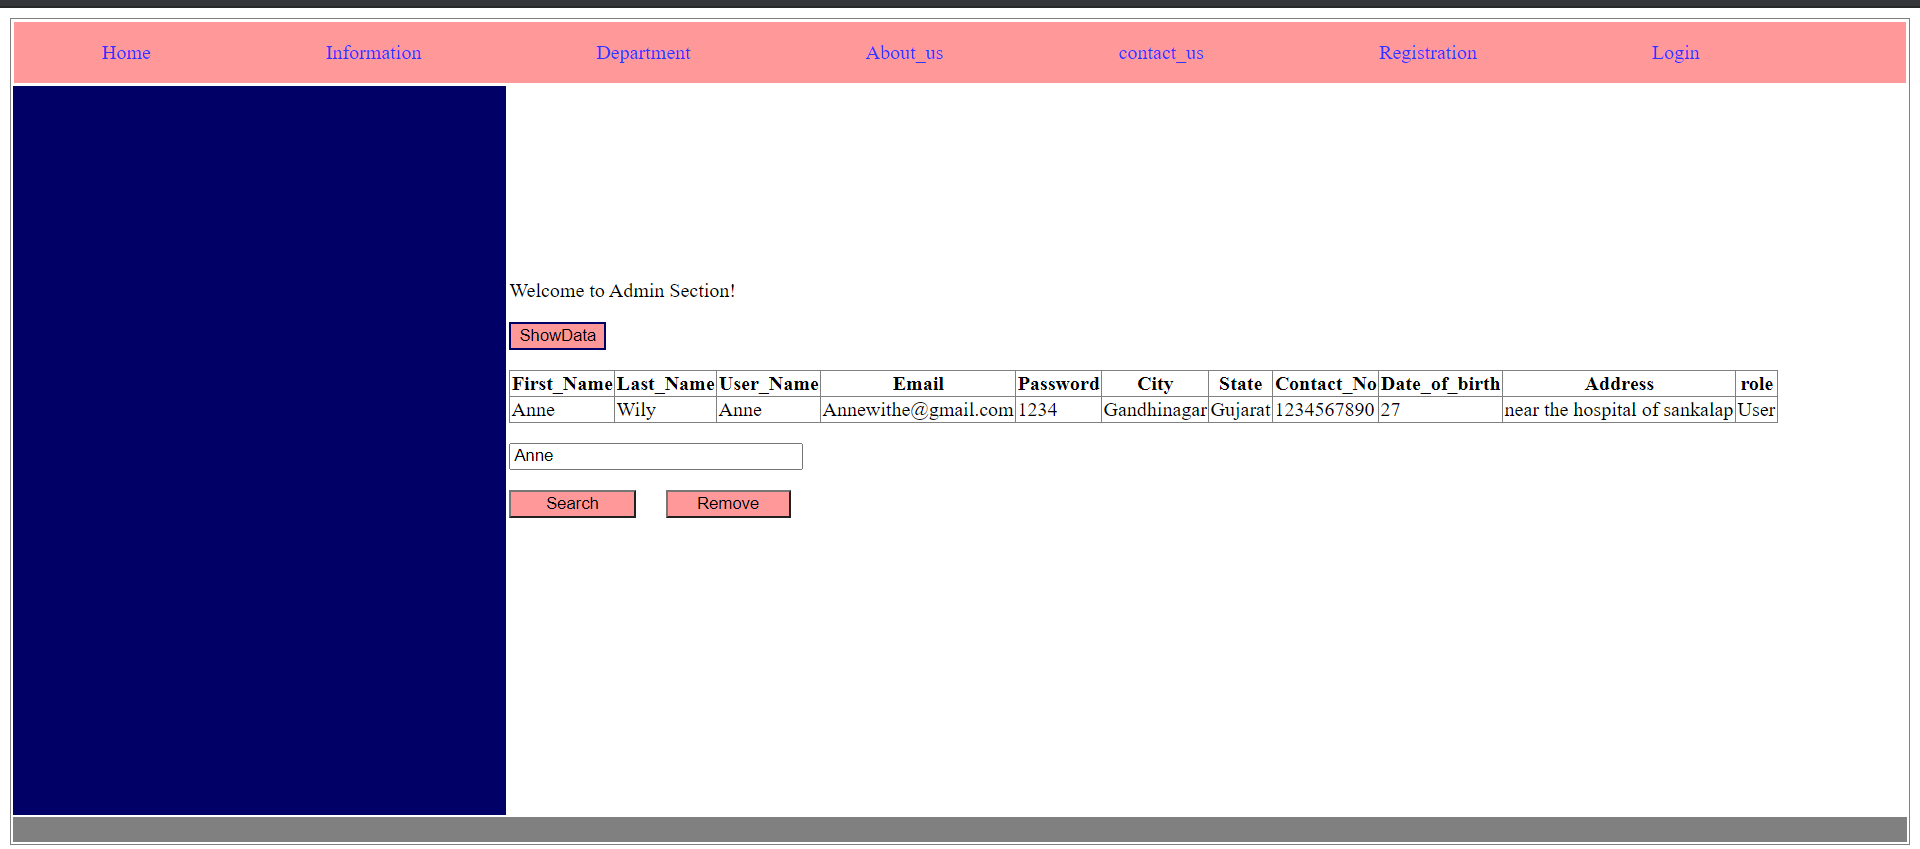 Home Information Department About_us contact_us Registration Login
Welcome to Admin Section!
ShowData
First_Name Last_Name User_Name Email Password City State Contact_No Date_of_birth Address role
Anne Wily Anne Annewithe@gmail.com 1234 Gandhinagar Gujarat 1234567890 27 near the hospital of sankalap User
Anne
Search Remove